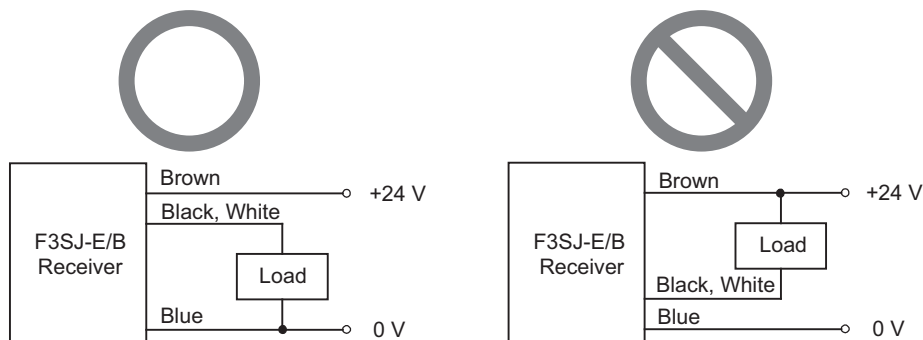 Brown
+24 V
Black, White
F3SJ-E/B
Receiver
Load
Blue
0 V
Brown
+24 V
F3SJ-E/B
Receiver
Load
Black, White
Blue
0 V